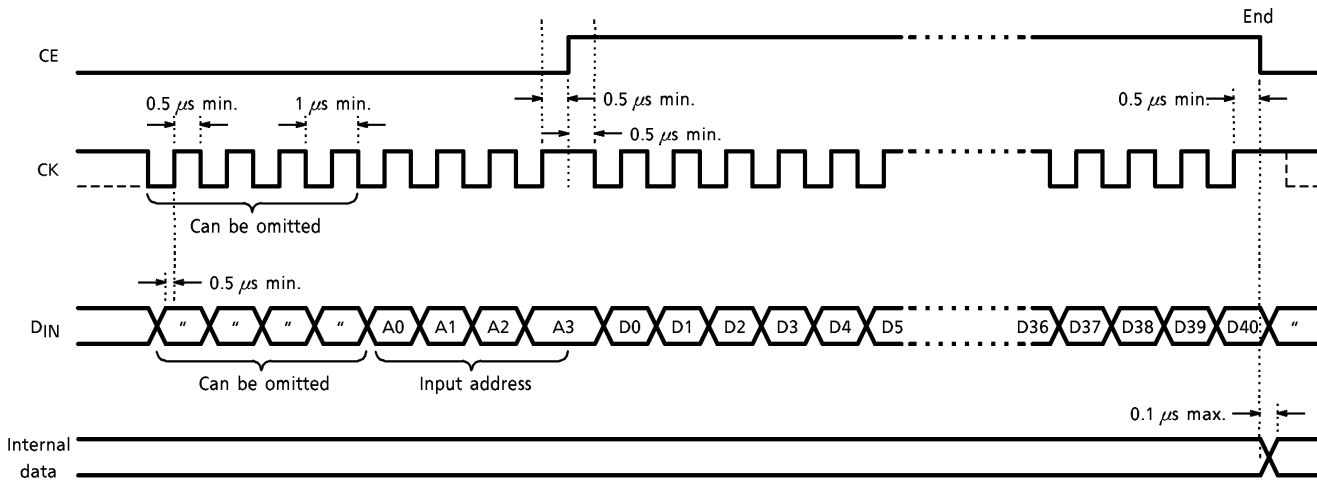 End
CE
0.5 μs min. 1 μs min. 0.5 μs min. 0.5 μs min.
0.5 μs min.
CK
Can be omitted
0.5 μs min.
DIN " " " " A0 A1 A2 A3 D0 D1 D2 D3 D4 D5 D36 D37 D38 D39 D40 "
Can be omitted Input address
0.1 μs max.
Internal
data